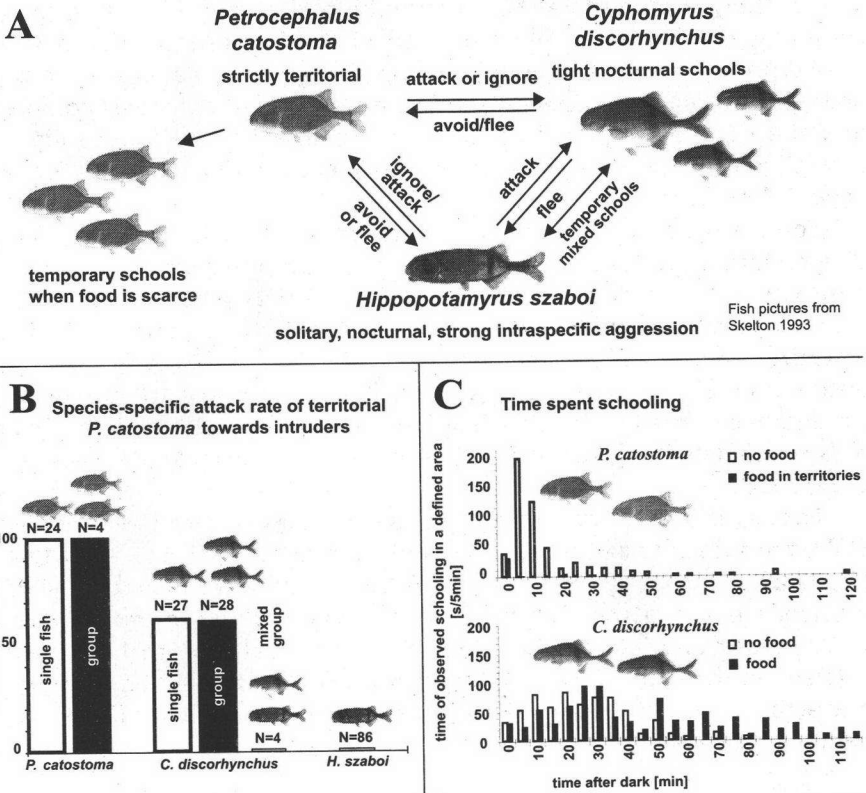 A
Petrocephalus
catostoma
strictly territorial
Cyphomyrus
discorhynchus
tight nocturnal schools
attack or ignore
avoid/flee
ignore/
attack
avoid
or flee
attack
flee
temporary
mixed schools
temporary schools
when food is scarce
Hippopotamyrus szaboi
solitary, nocturnal, strong intraspecific aggression
Fish pictures from
Skelton 1993
B
Species-specific attack rate of territorial
P. catostoma towards intruders
N=24 N=4
00
50
0
single fish
group
N=27 N=28
single fish
group
mixed
group
N=4
N=86
P. catostoma
C. discorhynchus
H. szaboi
C
Time spent schooling
time of observed schooling in a defined area
[s/5min]
P. catostoma
no food
food in territories
200
150
100
50
0
0 10 20 30 40 50 60 70 80 90 100 110 120
C. discorhynchus
no food
food
200
150
100
50
0
0 10 20 30 40 50 60 70 80 90 100 110
time after dark [min]